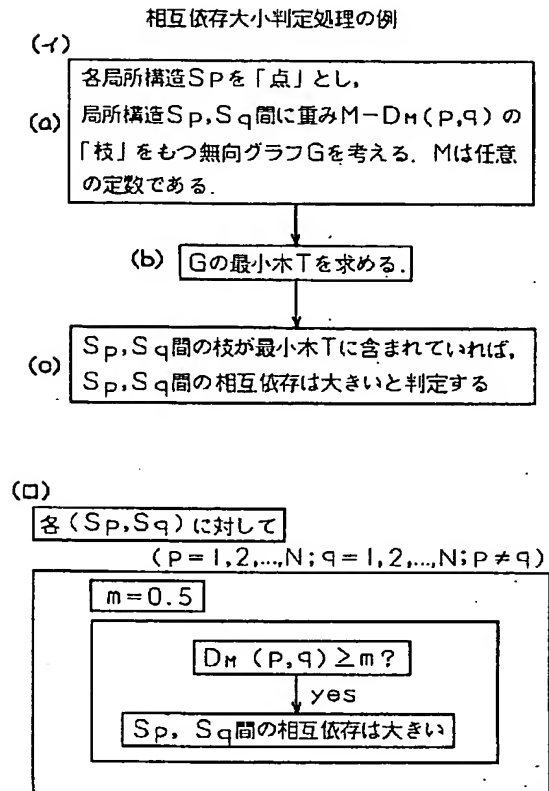 相互依存大小判定処理の例
(イ)
(a)
各局所構造Spを「点」とし,
局所構造Sp,Sq間に重みM−DM(p,q)の
「枝」をもつ無向グラフGを考える. Mは任意
の定数である.
(b) Gの最小木Tを求める.
(c)
Sp,Sq間の枝が最小木Tに含まれていれば,
Sp,Sq間の相互依存は大きいと判定する
(ロ)
各(Sp,Sq)に対して
(p=1,2,...,N;q=1,2,...,N;p≠q)
m=0.5
DM (p,q)≥m?
yes
Sp, Sq間の相互依存は大きい